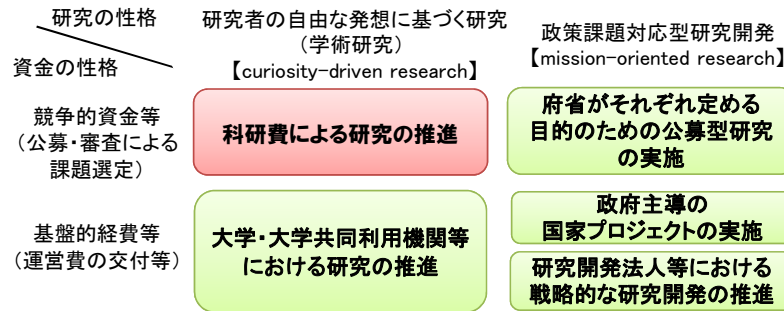 研究の性格
資金の性格
研究者の自由な発想に基づく研究
（学術研究）
【curiosity-driven research】
政策課題対応型研究開発
【mission-oriented research】
競争的資金等
（公募・審査による
課題選定）
科研費による研究の推進
府省がそれぞれ定める
目的のための公募型研究
の実施
基盤的経費等
（運営費の交付等）
大学・大学共同利用機関等
における研究の推進
政府主導の
国家プロジェクトの実施
研究開発法人等における
戦略的な研究開発の推進